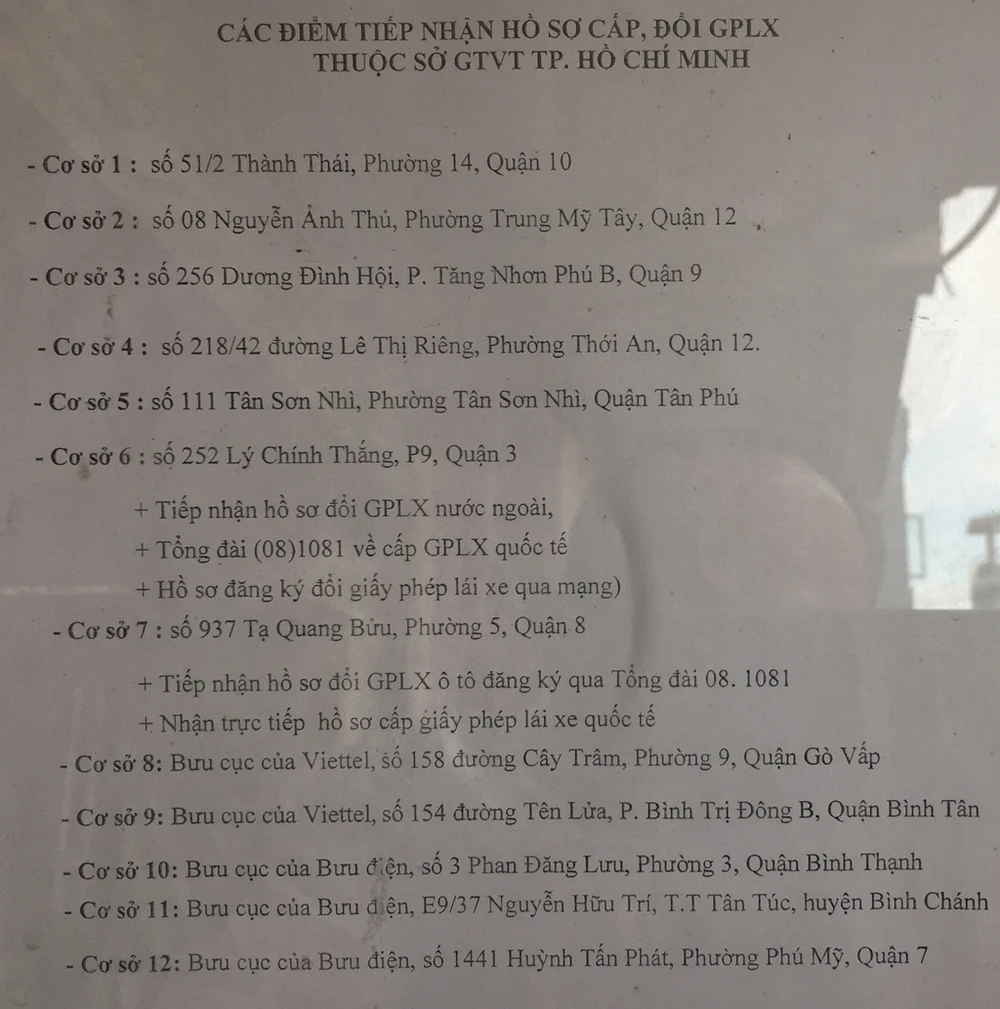 CÁC ĐIỂM TIẾP NHẬN HỒ SƠ CẤP, ĐỔI GPLX
THUỘC SỞ GTVT TP. HỒ CHÍ MINH
- Cơ sở 1 : số 51/2 Thành Thái, Phường 14, Quận 10
- Cơ sở 2 : số 08 Nguyễn Ảnh Thủ, Phường Trung Mỹ Tây, Quận 12
- Cơ sở 3 : số 256 Dương Đình Hội, P. Tăng Nhơn Phú B, Quận 9
- Cơ sở 4 : số 218/42 đường Lê Thị Riêng, Phường Thới An, Quận 12.
- Cơ sở 5 : số 111 Tân Sơn Nhì, Phường Tân Sơn Nhì, Quận Tân Phú
- Cơ sở 6 : số 252 Lý Chính Thắng, P9, Quận 3
+ Tiếp nhận hồ sơ đổi GPLX nước ngoài,
+ Tổng đài (08)1081 về cấp GPLX quốc tế
+ Hồ sơ đăng ký đổi giấy phép lái xe qua mạng)
- Cơ sở 7 : số 937 Tạ Quang Bửu, Phường 5, Quận 8
+ Tiếp nhận hồ sơ đổi GPLX ô tô đăng ký qua Tổng đài 08. 1081
+ Nhận trực tiếp hồ sơ cấp giấy phép lái xe quốc tế
- Cơ sở 8: Bưu cục của Viettel, số 158 đường Cây Trâm, Phường 9, Quận Gò Vấp
- Cơ sở 9: Bưu cục của Viettel, số 154 đường Tên Lửa, P. Bình Trị Đông B, Quận Bình Tân
- Cơ sở 10: Bưu cục của Bưu điện, số 3 Phan Đăng Lưu, Phường 3, Quận Bình Thạnh
- Cơ sở 11: Bưu cục của Bưu điện, E9/37 Nguyễn Hữu Trí, T.T Tân Túc, huyện Bình Chánh
- Cơ sở 12: Bưu cục của Bưu điện, số 1441 Huỳnh Tấn Phát, Phường Phú Mỹ, Quận 7